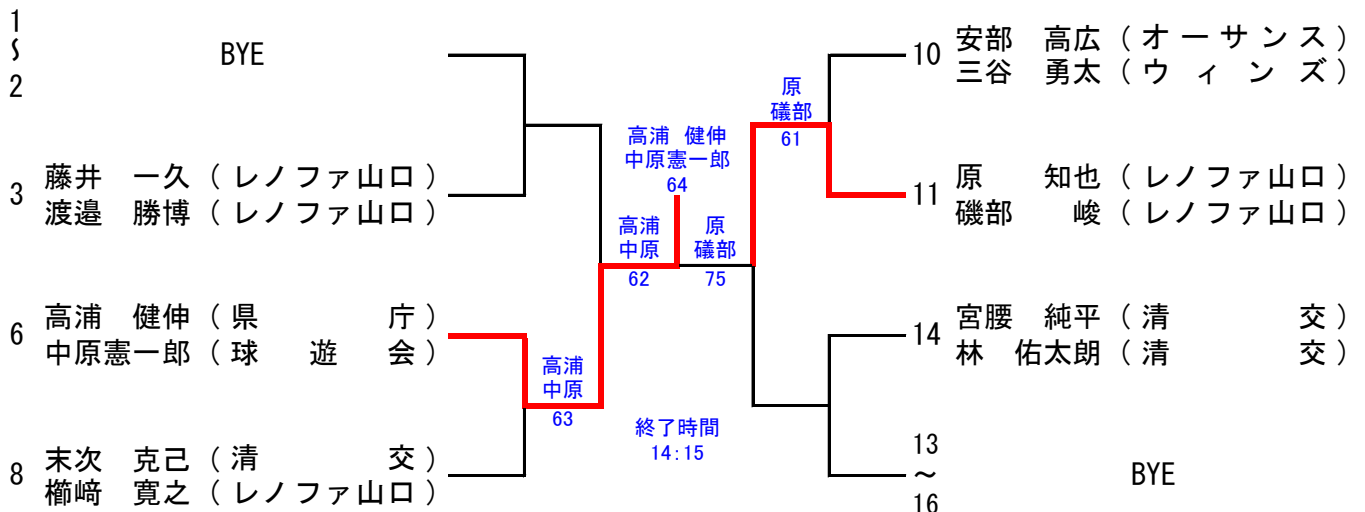 1
〜
2
BYE
3
藤井　一久（レノファ山口）
渡邉　勝博（レノファ山口）
6
高浦　健伸（県　　庁）
中原憲一郎（球　遊　会）
8
末次　克己（清　　交）
櫛﨑　寛之（レノファ山口）
高浦
中原
63
高浦
中原
62
高浦 健伸
中原憲一郎
64
原
礒部
75
原
礒部
61
終了時間
14:15
10
安部　高広（オーサンス）
三谷　勇太（ウィンズ）
11
原　　知也（レノファ山口）
磯部　　峻（レノファ山口）
14
宮腰　純平（清　　交）
林　佑太朗（清　　交）
13
～
16
BYE